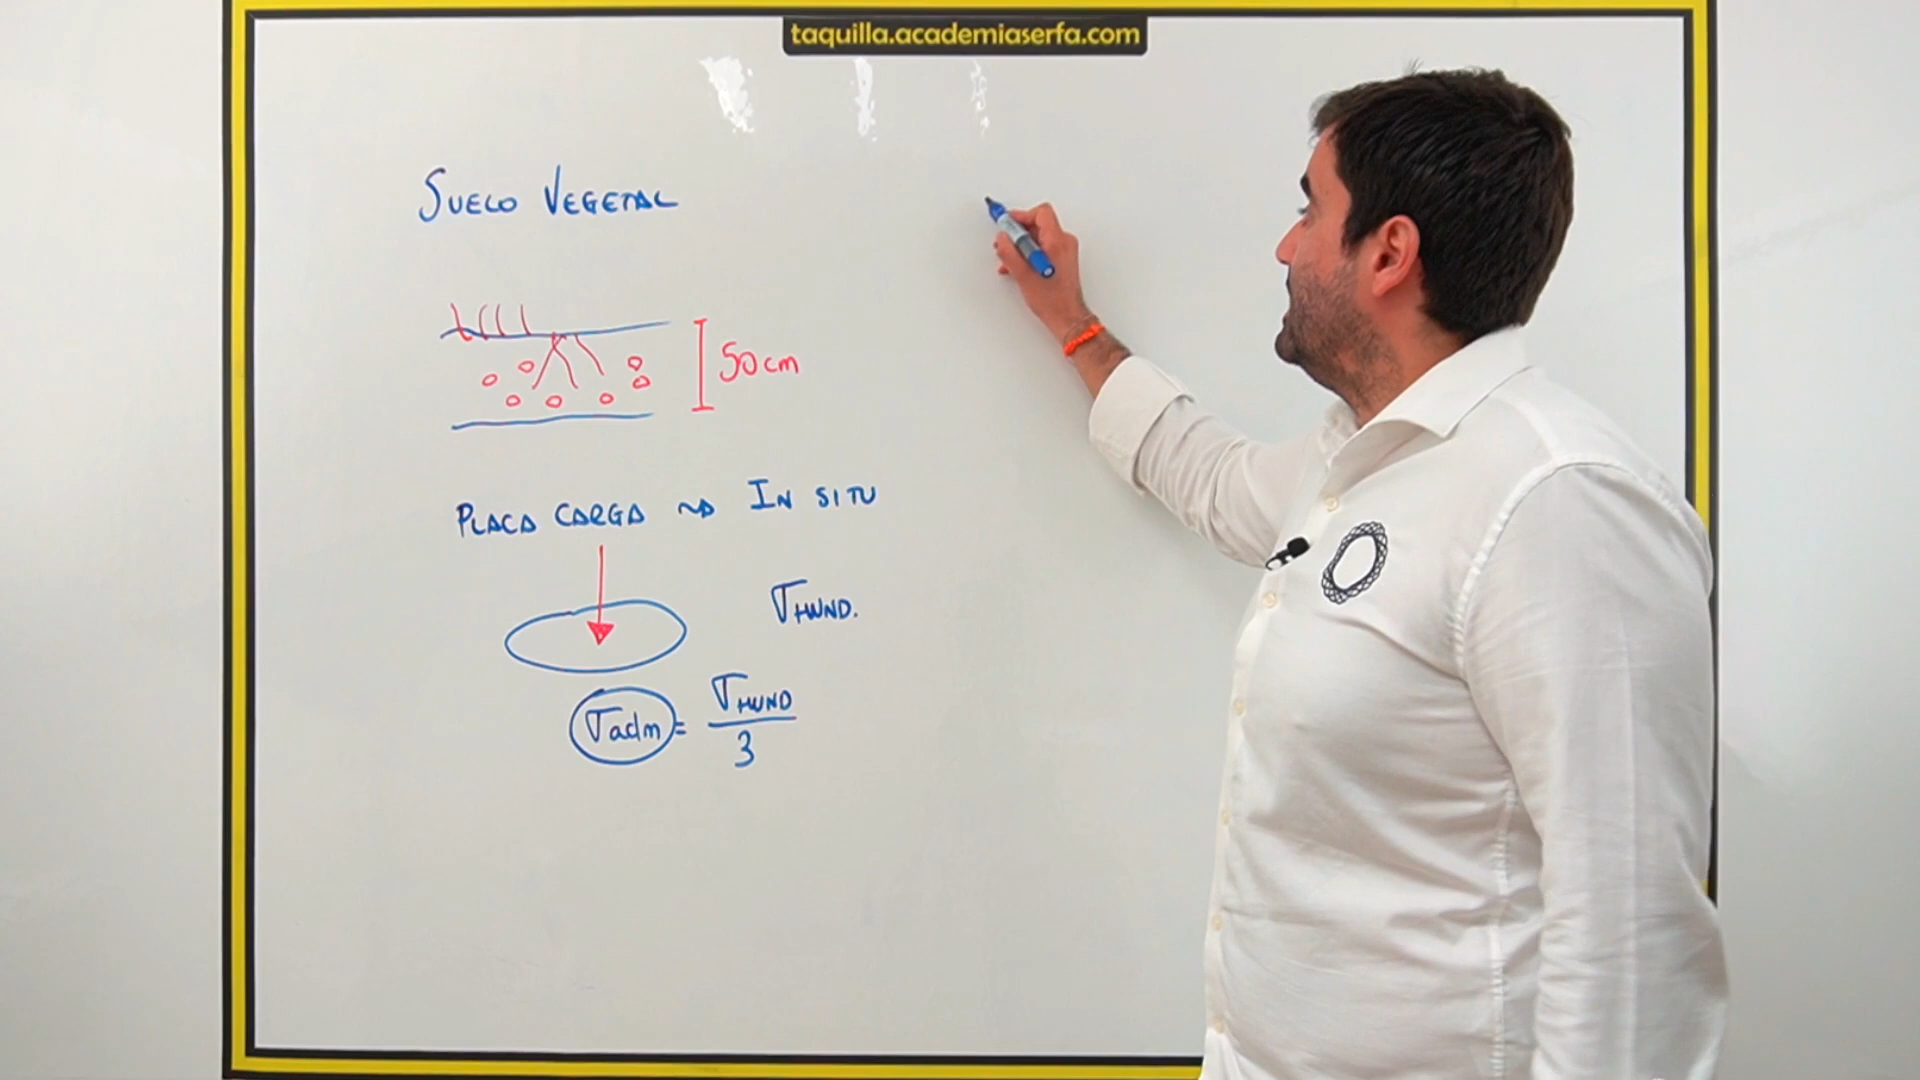 taquilla.academiaserfa.com
SUELO VEGETAL
50cm
PLACA CARGA → IN SITU
σHUND.
σadm = σHUND / 3